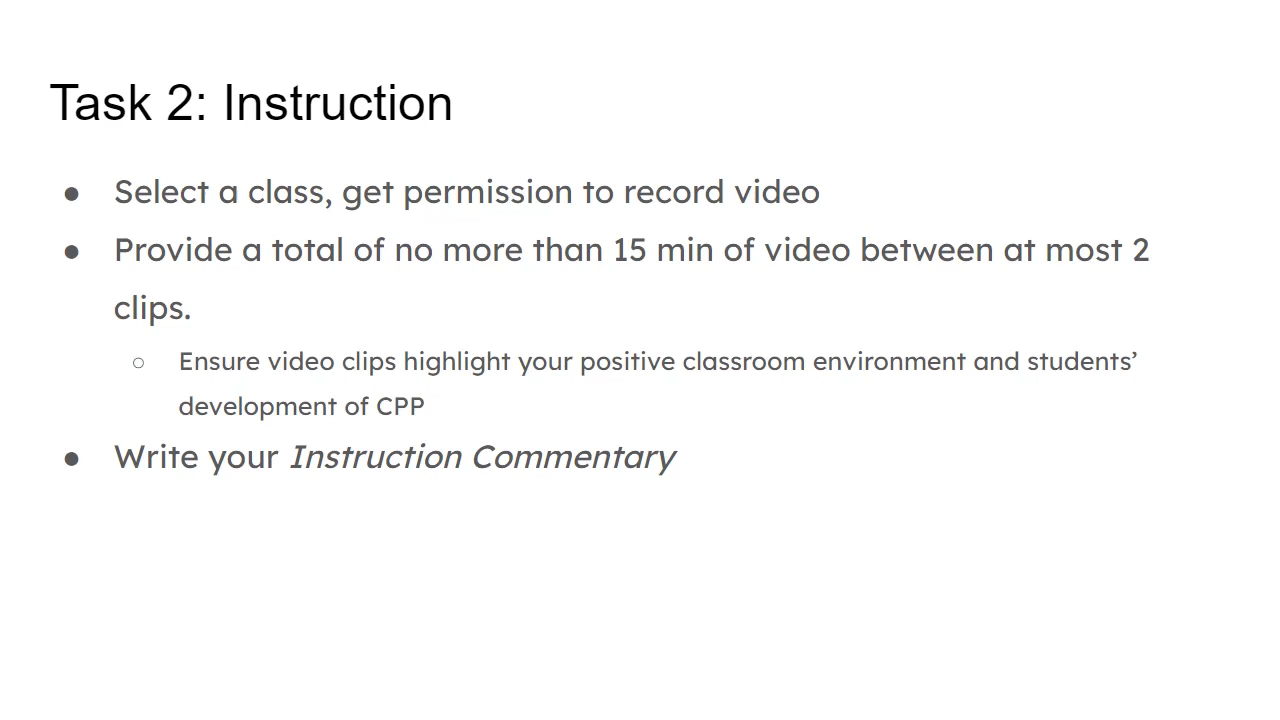 Task 2: Instruction
● Select a class, get permission to record video
● Provide a total of no more than 15 min of video between at most 2
clips.
○ Ensure video clips highlight your positive classroom environment and students’
development of CPP
● Write your Instruction Commentary